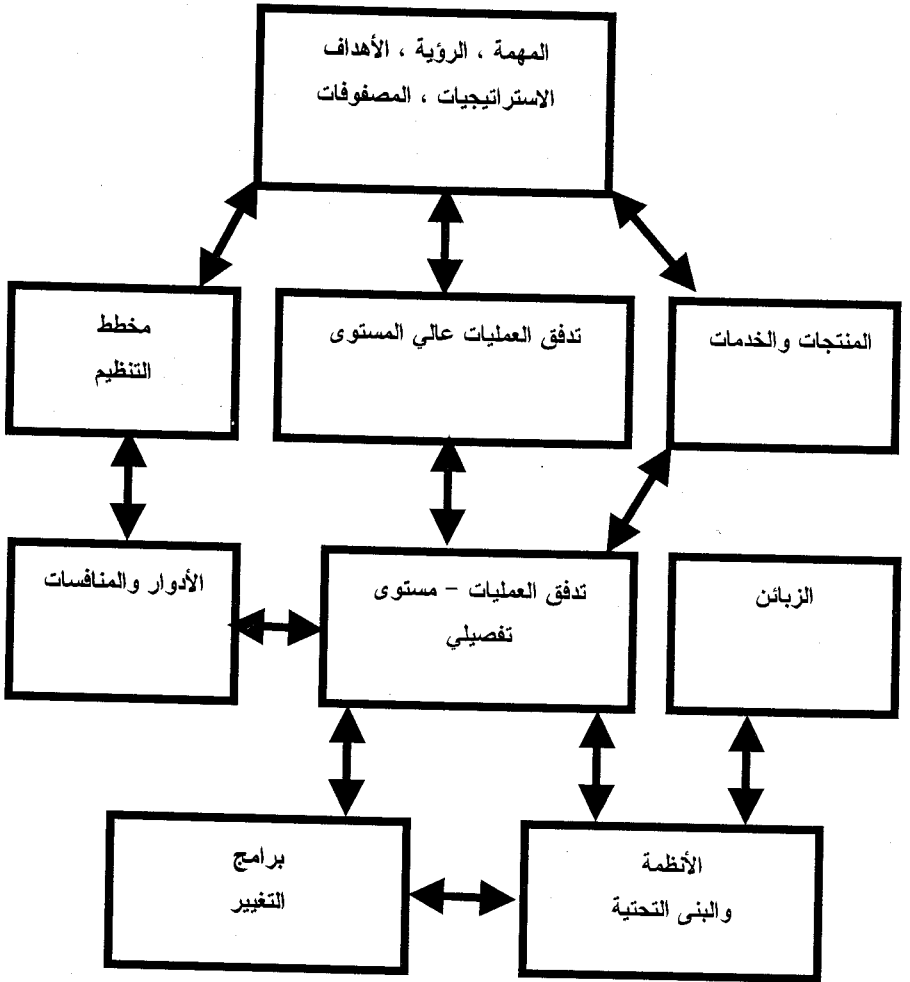 المهمة ، الرؤية ، الأهداف
الاستراتيجيات ، المصفوفات
المنتجات والخدمات
تدفق العمليات عالي المستوى
مخطط
التنظيم
الزبائن
تدفق العمليات – مستوى
تفصيلي
الأدوار والمنافسات
الأنظمة
والبنى التحتية
برامج
التغيير